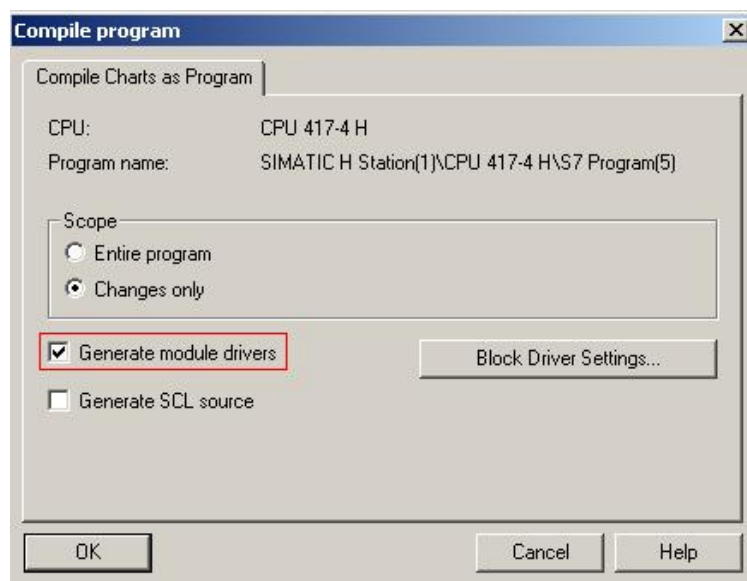 Compile program
Compile Charts as Program
CPU: CPU 417-4 H
Program name: SIMATIC H Station(1)\CPU 417-4 H\S7 Program(5)
Scope
Entire program
Changes only
Generate module drivers
Block Driver Settings...
Generate SCL source
OK
Cancel
Help